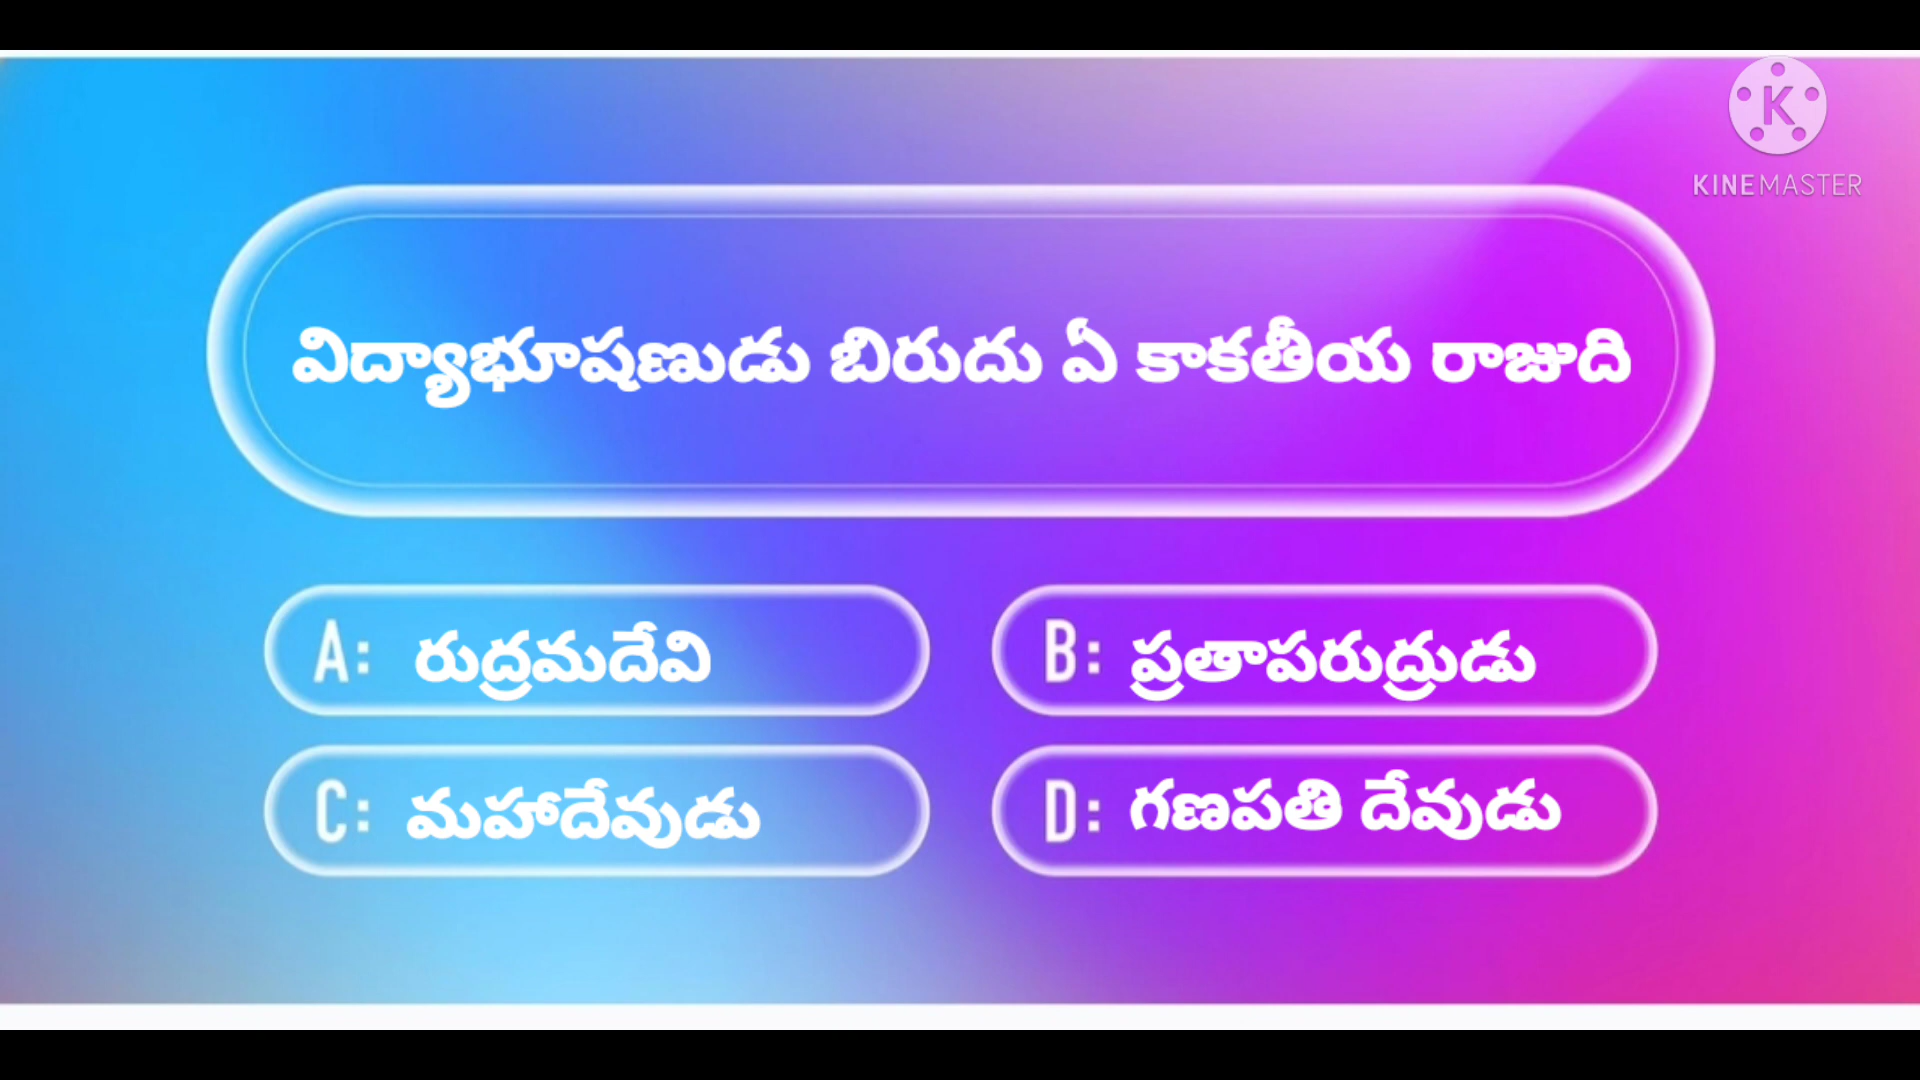 KINEMASTER
విద్యాభూషణుడు బిరుదు ఏ కాకతీయ రాజుది
A: రుద్రమదేవి
B: ప్రతాపరుద్రుడు
C: మహాదేవుడు
D: గణపతి దేవుడు